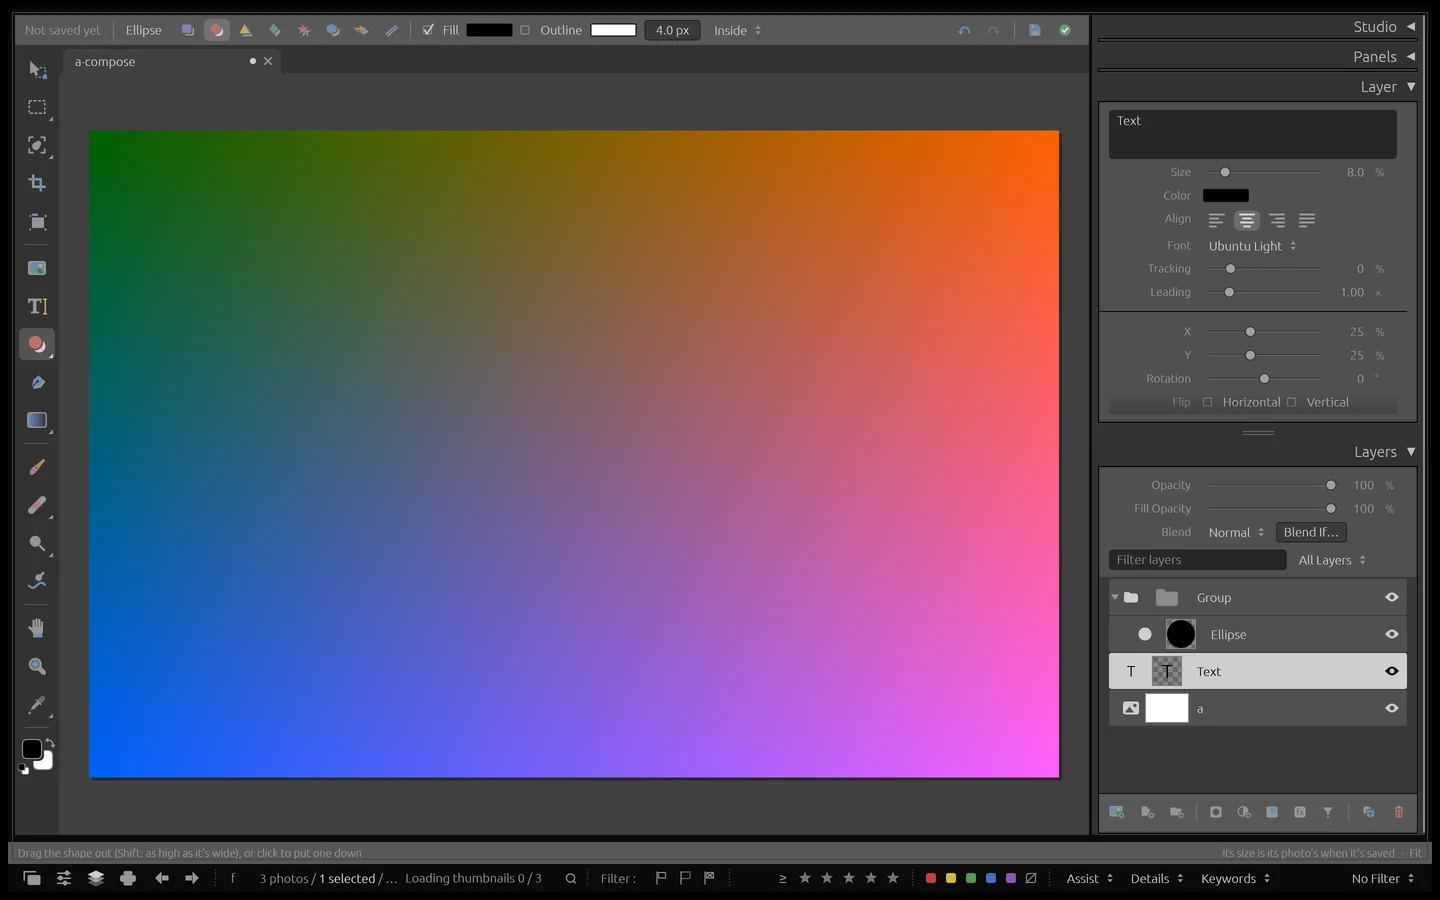 Not saved yet Ellipse Fill Outline 4.0 px Inside
Studio
Panels
Layer
a-compose
Text
Size 8.0 %
Color
Align
Font Ubuntu Light
Tracking 0 %
Leading 1.00 ×
X 25 %
Y 25 %
Rotation 0 °
Flip Horizontal Vertical
Layers
Opacity 100 %
Fill Opacity 100 %
Blend Normal Blend If...
Filter layers All Layers
Group
Ellipse
T T Text
a
Drag the shape out (Shift: as high as it's wide), or click to put one down
Its size is its photo's when it's saved · Fit
f 3 photos / 1 selected / ... Loading thumbnails 0 / 3 Filter : ≥ Assist Details Keywords No Filter